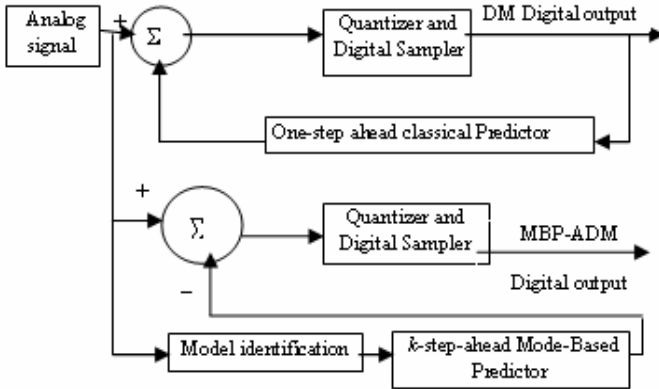 Analog
signal
+
Σ
Quantizer and
Digital Sampler
DM Digital output
One-step ahead classical Predictor
+
Σ
−
Quantizer and
Digital Sampler
MBP-ADM
Digital output
Model identification
k-step-ahead Mode-Based
Predictor